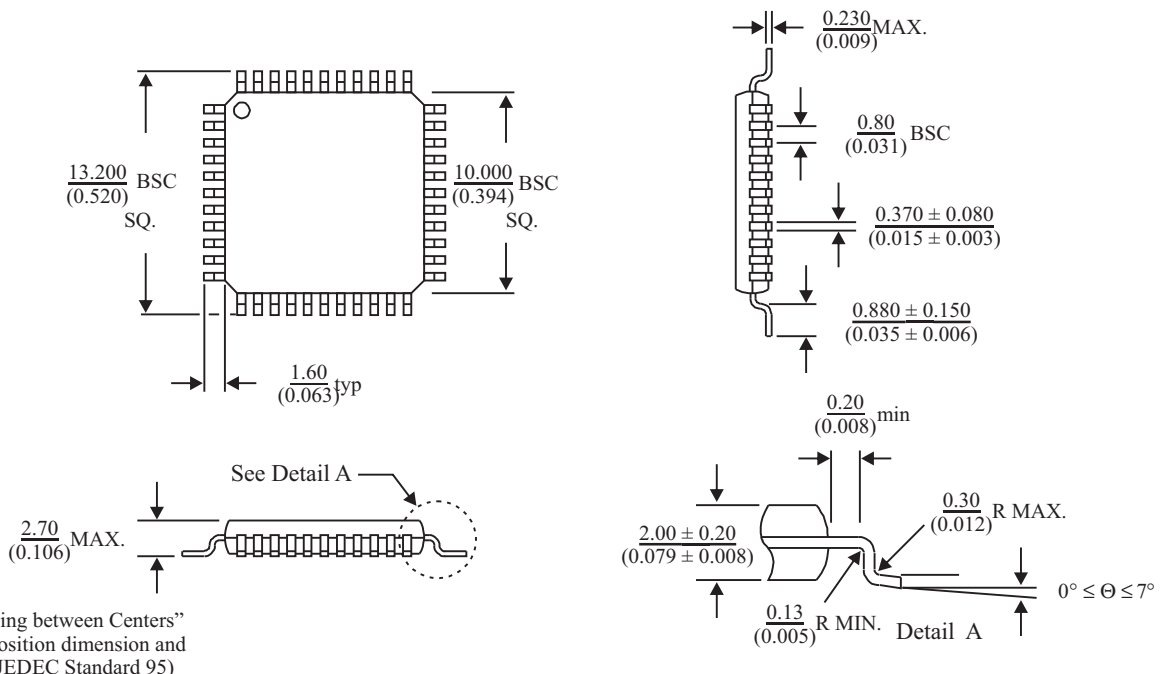 0.230
(0.009) MAX.
13.200
(0.520) BSC
SQ.
10.000
(0.394) BSC
SQ.
0.80
(0.031) BSC
0.370 ± 0.080
(0.015 ± 0.003)
0.880 ± 0.150
(0.035 ± 0.006)
1.60
(0.063) typ
0.20
(0.008) min
See Detail A
2.70
(0.106) MAX.
2.00 ± 0.20
(0.079 ± 0.008)
0.30
(0.012) R MAX.
0° ≤ Θ ≤ 7°
0.13
(0.005) R MIN.
Detail A
ing between Centers”
osition dimension and
JEDEC Standard 95)